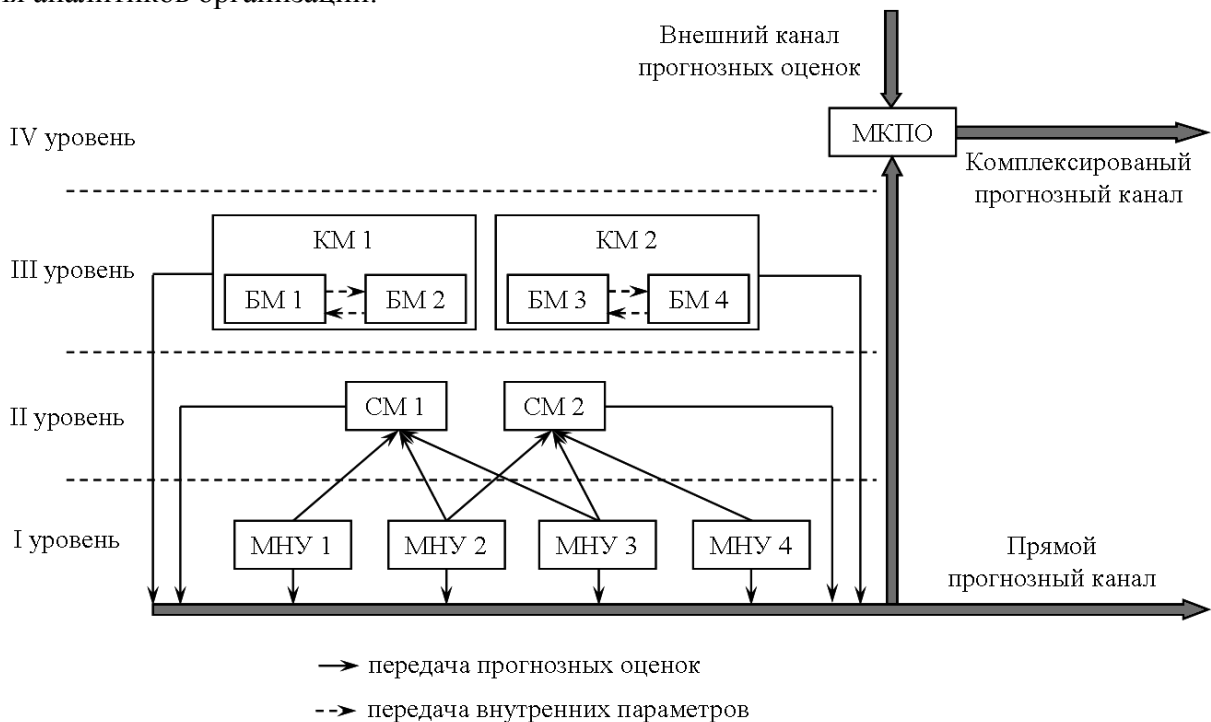 аналитиков организации.
Внешний канал
прогнозных оценок
IV уровень
МКПО
Комплексированый
прогнозный канал
III уровень
КМ 1
КМ 2
БМ 1
БМ 2
БМ 3
БМ 4
II уровень
СМ 1
СМ 2
I уровень
МНУ 1
МНУ 2
МНУ 3
МНУ 4
Прямой
прогнозный канал
передача прогнозных оценок
передача внутренних параметров